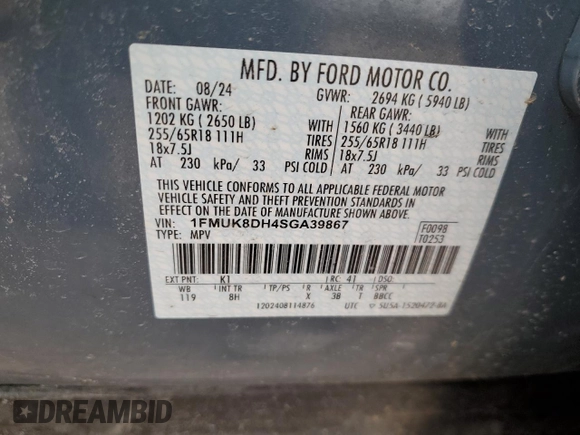 MFD. BY FORD MOTOR CO.
DATE: 08/24 GVWR: 2694 KG ( 5940 LB)
FRONT GAWR: REAR GAWR:
1202 KG ( 2650 LB) WITH 1560 KG ( 3440 LB) WITH
255/65R18 111H TIRES 255/65R18 111H TIRES
18x7.5J RIMS 18x7.5J RIMS
AT 230 kPa/ 33 PSI COLD AT 230 kPa/ 33 PSI COLD
THIS VEHICLE CONFORMS TO ALL APPLICABLE FEDERAL MOTOR
VEHICLE SAFETY AND THEFT PREVENTION STANDARDS IN
EFFECT ON THE DATE OF MANUFACTURE SHOWN ABOVE.
VIN: 1FMUK8DH4SGA39867 F0098
TYPE: MPV T0253
EXT PNT: K1 RC: 41 DSO:
WB INT TR TP/PS R AXLE TR SPR
119 8H X 3B T BBCC
1202408114876 UTC
DREAMBID